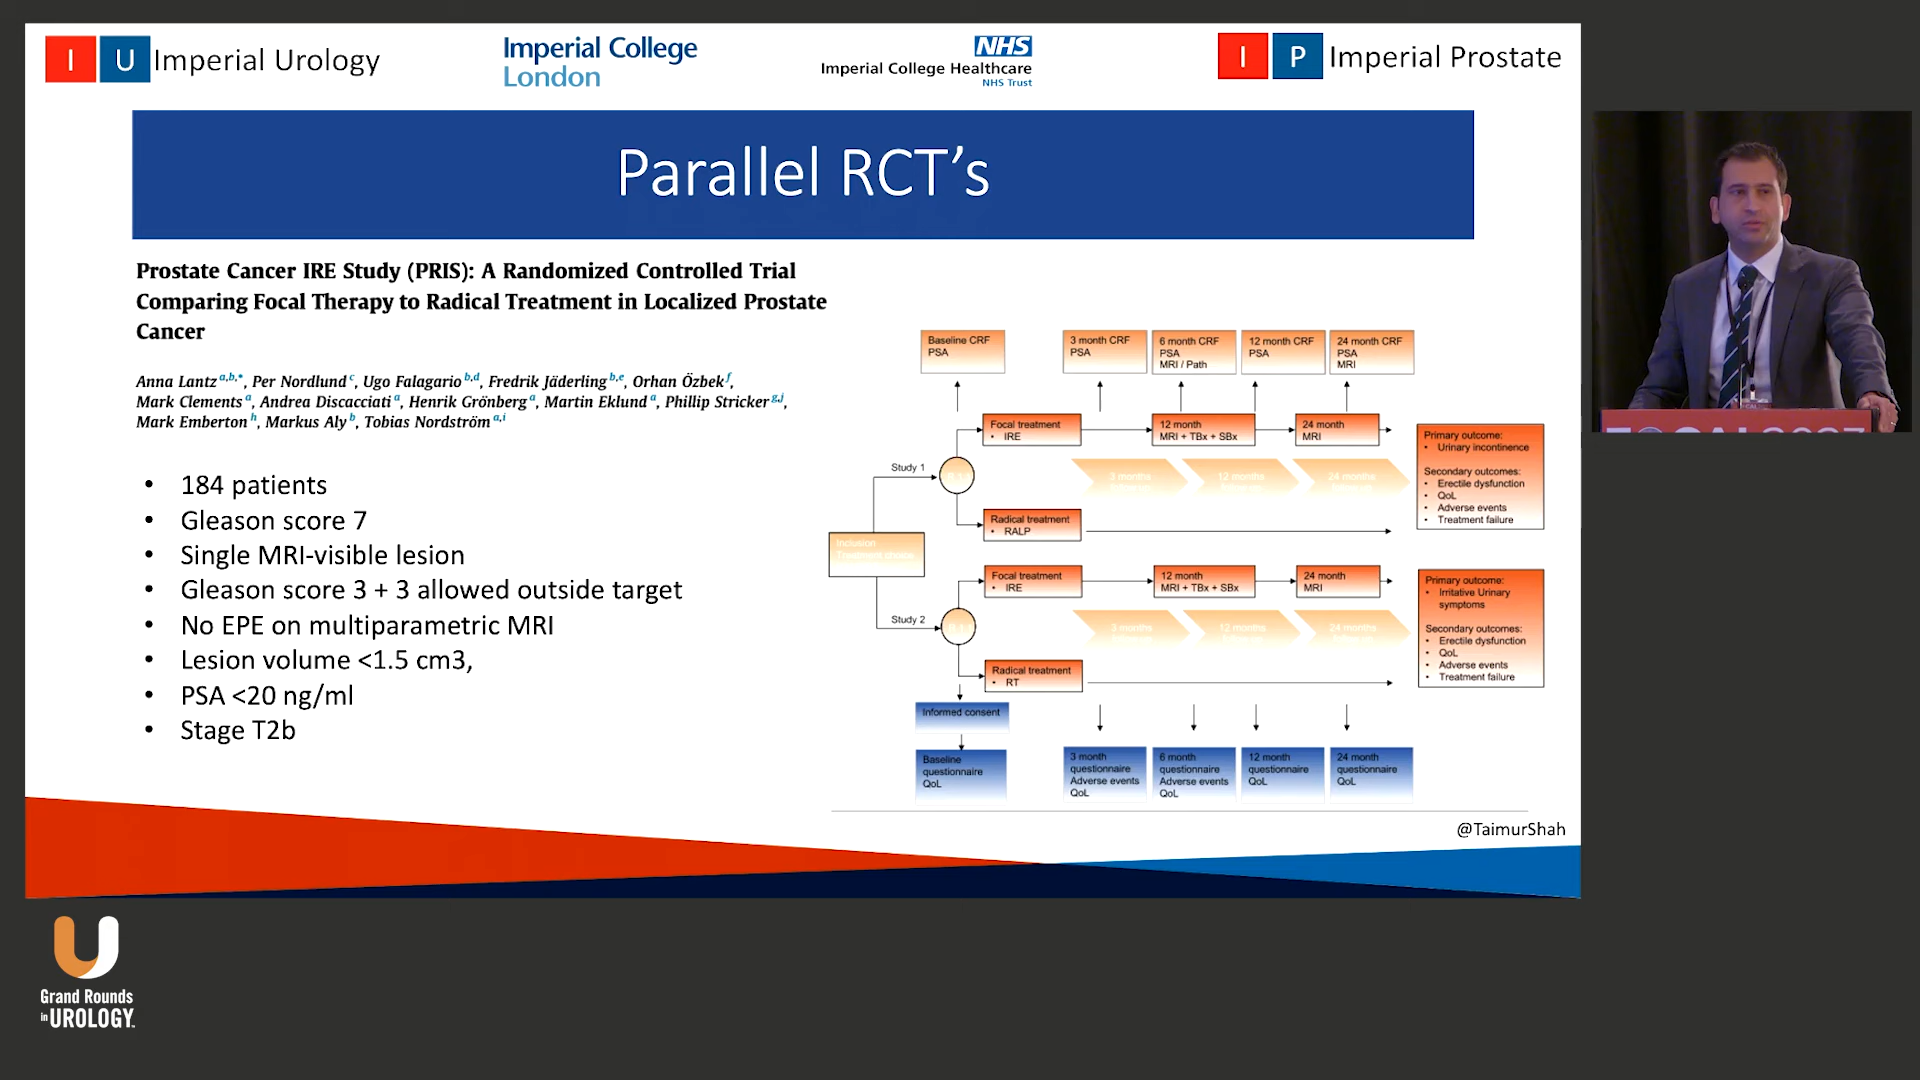 I U Imperial Urology
Imperial College
London
NHS
Imperial College Healthcare
NHS Trust
I P Imperial Prostate
Parallel RCT’s
Prostate Cancer IRE Study (PRIS): A Randomized Controlled Trial
Comparing Focal Therapy to Radical Treatment in Localized Prostate
Cancer
Anna Lantz a,b,*, Per Nordlund c, Ugo Falagario b,d, Fredrik Jäderling b,e, Orhan Özbek f,
Mark Clements a, Andrea Discacciati a, Henrik Grönberg a, Martin Eklund a, Phillip Stricker g,j,
Mark Emberton h, Markus Aly b, Tobias Nordström a,i
• 184 patients
• Gleason score 7
• Single MRI-visible lesion
• Gleason score 3 + 3 allowed outside target
• No EPE on multiparametric MRI
• Lesion volume <1.5 cm3,
• PSA <20 ng/ml
• Stage T2b
Baseline CRF
PSA
3 month CRF
PSA
6 month CRF
PSA
MRI / Path
12 month CRF
PSA
24 month CRF
PSA
MRI
Study 1
Focal treatment
• IRE
12 month
MRI + TBx + SBx
24 month
MRI
3 months
12 months
24 months
Radical treatment
• RALP
Primary outcome:
• Urinary incontinence
Secondary outcomes:
• Erectile dysfunction
• QoL
• Adverse events
• Treatment failure
Inclusion
Study 2
Focal treatment
• IRE
12 month
MRI + TBx + SBx
24 month
MRI
3 months
12 months
24 months
Radical treatment
• RT
Primary outcome:
• Irritative Urinary
symptoms
Secondary outcomes:
• Erectile dysfunction
• QoL
• Adverse events
• Treatment failure
Informed consent
Baseline
questionnaire
QoL
3 month
questionnaire
Adverse events
QoL
6 month
questionnaire
Adverse events
QoL
12 month
questionnaire
QoL
24 month
questionnaire
QoL
@TaimurShah
Grand Rounds
in UROLOGY